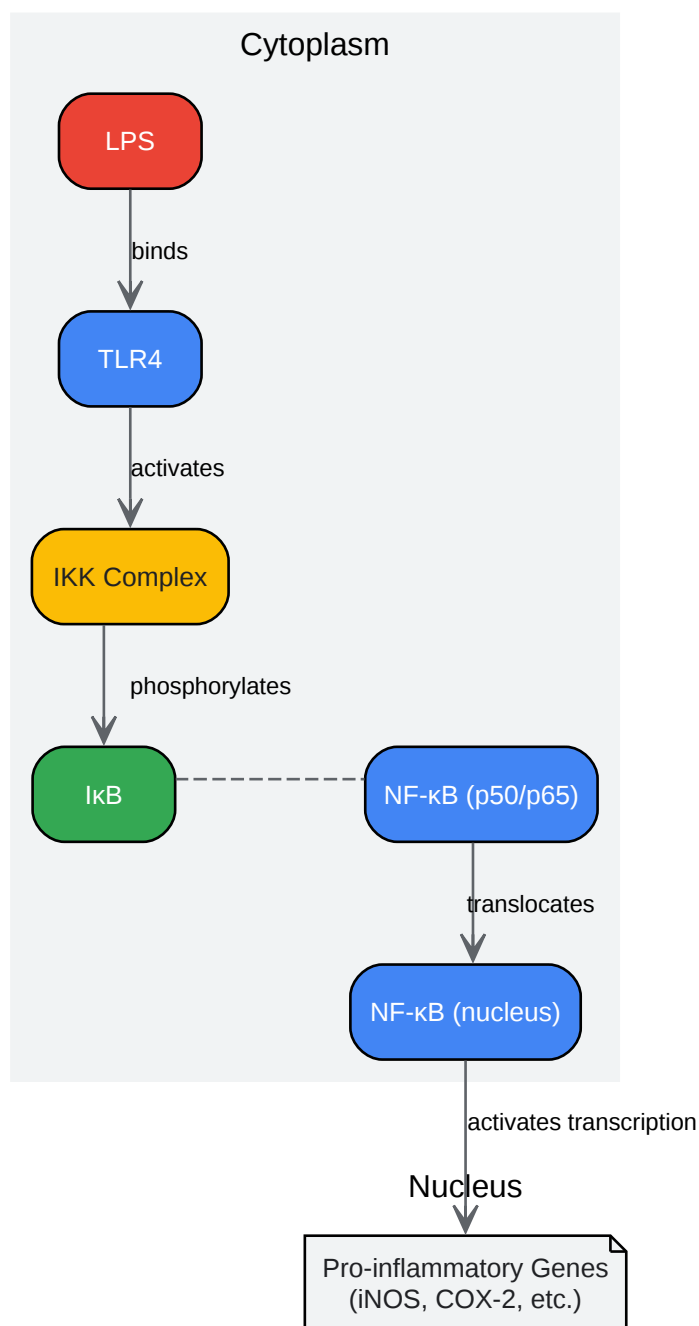 Cytoplasm
LPS
binds
TLR4
activates
IKK Complex
phosphorylates
IκB
NF-κB (p50/p65)
translocates
NF-κB (nucleus)
activates transcription
Nucleus
Pro-inflammatory Genes
(iNOS, COX-2, etc.)